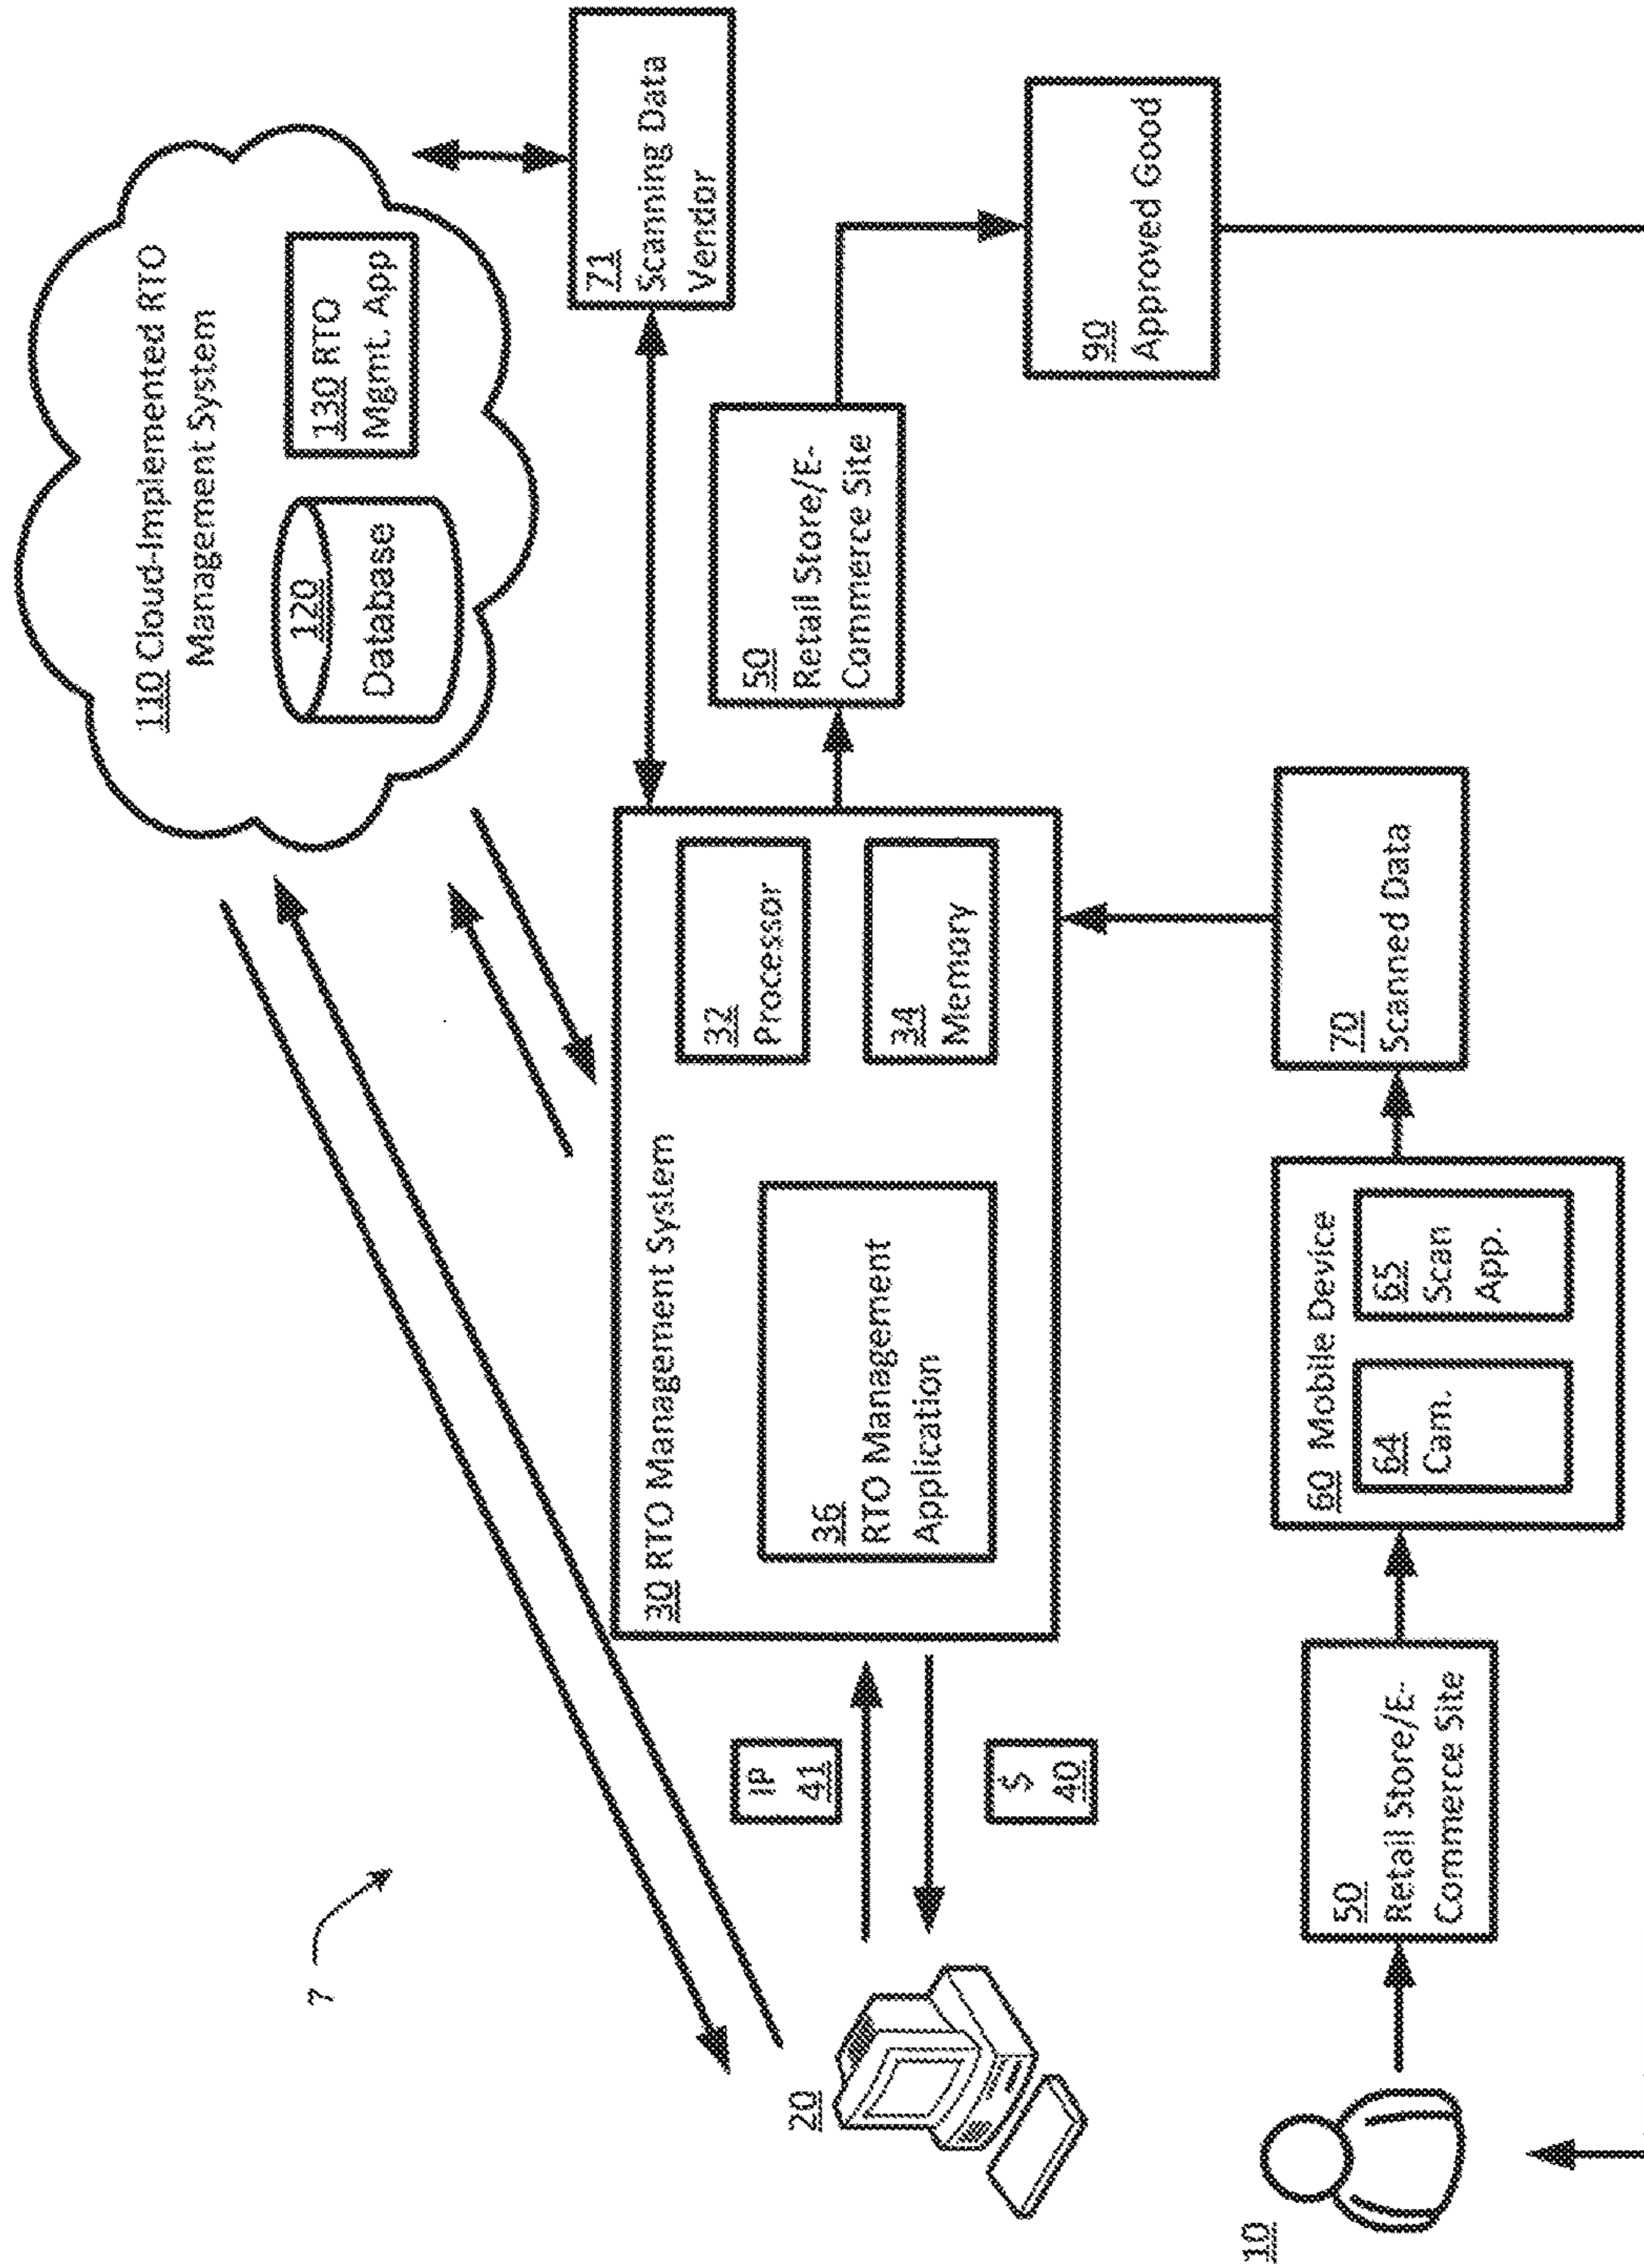 7
110 Cloud-Implemented RTO
Management System
120
Database
130 RTO
Mgmt. App
71
Scanning Data
Vendor
20
IP
41
$
40
30 RTO Management System
36
RTO Management
Application
32
Processor
34
Memory
50
Retail Store/E-
Commerce Site
90
Approved Good
10
50
Retail Store/E-
Commerce Site
60 Mobile Device
64
Cam.
65
Scan
App.
70
Scanned Data